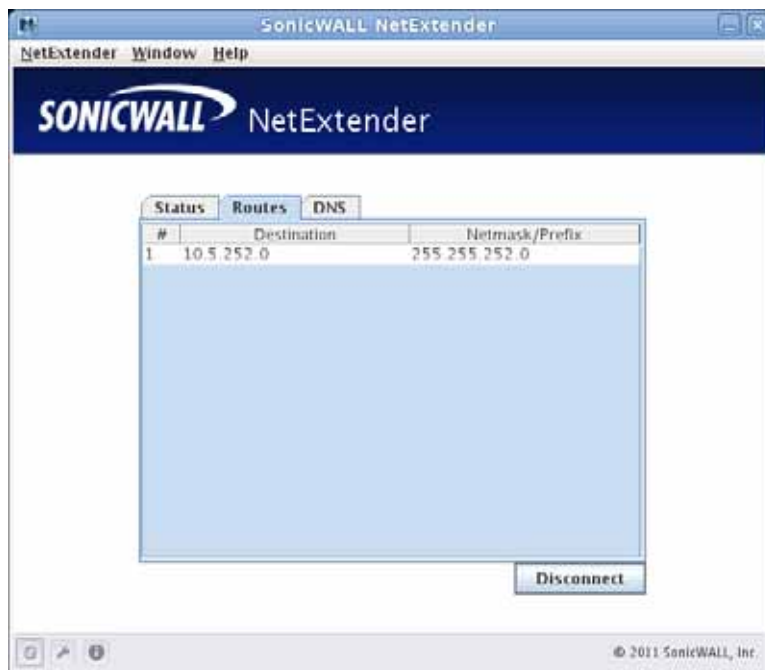 SonicWALL NetExtender
NetExtender Window Help
SONICWALL NetExtender
Status Routes DNS
# Destination Netmask/Prefix
1 10.5.252.0 255.255.252.0
Disconnect
© 2011 SonicWALL, Inc.